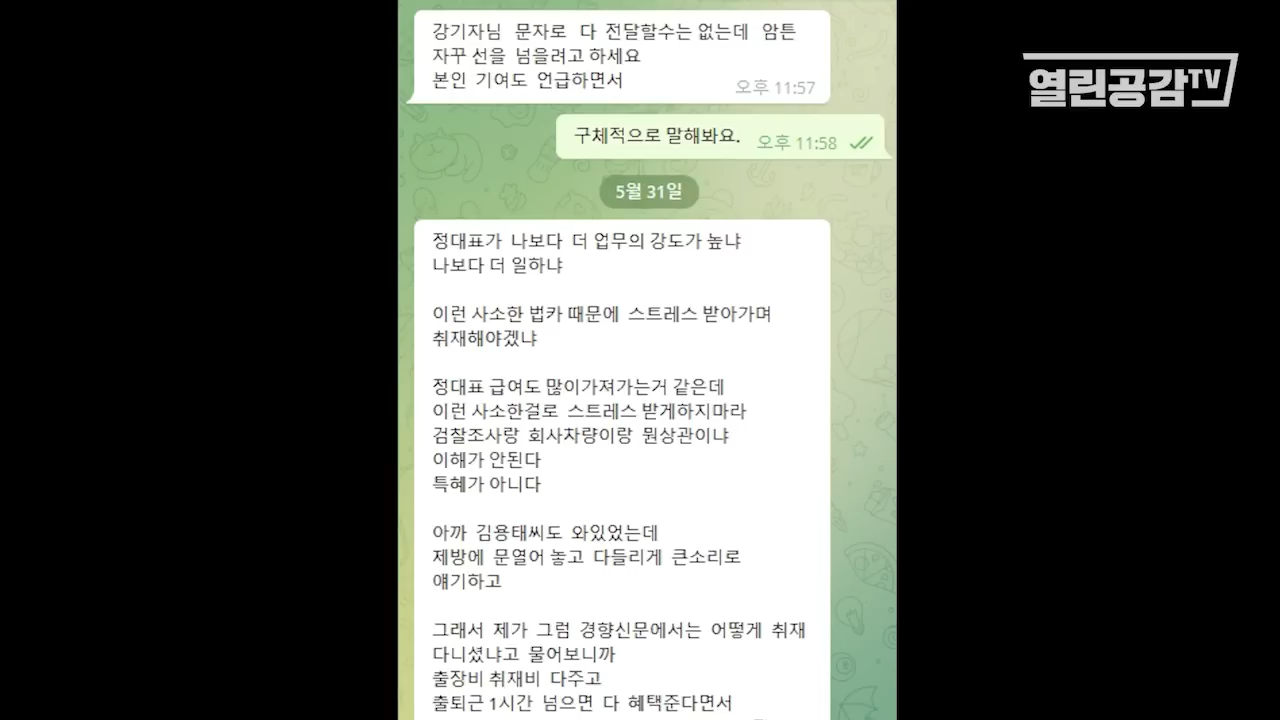 강기자님 문자로 다 전달할수는 없는데 암튼
자꾸 선을 넘을려고 하세요
본인 기여도 언급하면서
오후 11:57
열린공감TV
구체적으로 말해봐요.
오후 11:58
5월 31일
정대표가 나보다 더 업무의 강도가 높냐
나보다 더 일하냐
이런 사소한 법카 때문에 스트레스 받아가며
취재해야겠냐
정대표 급여도 많이가져가는거 같은데
이런 사소한걸로 스트레스 받게하지마라
검찰조사랑 회사차량이랑 뭔상관이냐
이해가 안된다
특혜가 아니다
아까 김용태씨도 와있었는데
제방에 문열어 놓고 다들리게 큰소리로
얘기하고
그래서 제가 그럼 경향신문에서는 어떻게 취재
다니셨냐고 물어보니까
출장비 취재비 다주고
출퇴근 1시간 넘으면 다 혜택준다면서